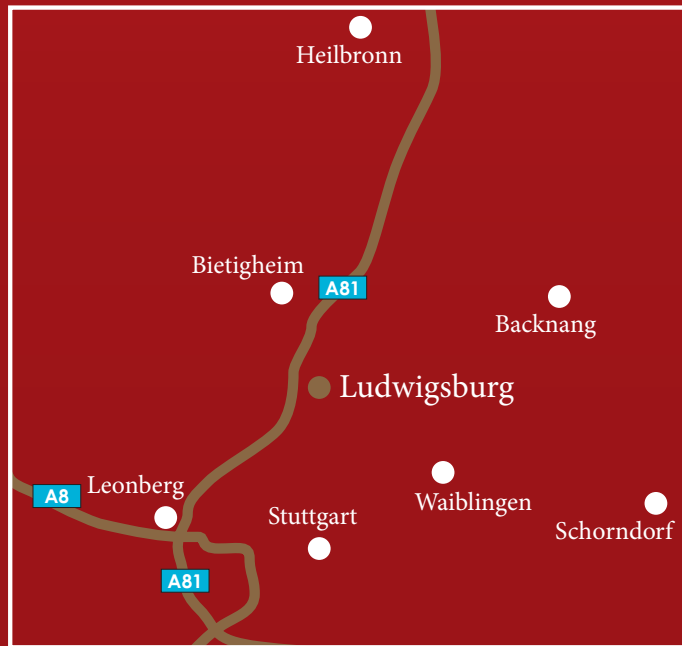 Heilbronn
Bietigheim
A81
Backnang
Ludwigsburg
Leonberg
A8
Waiblingen
Stuttgart
Schorndorf
A81